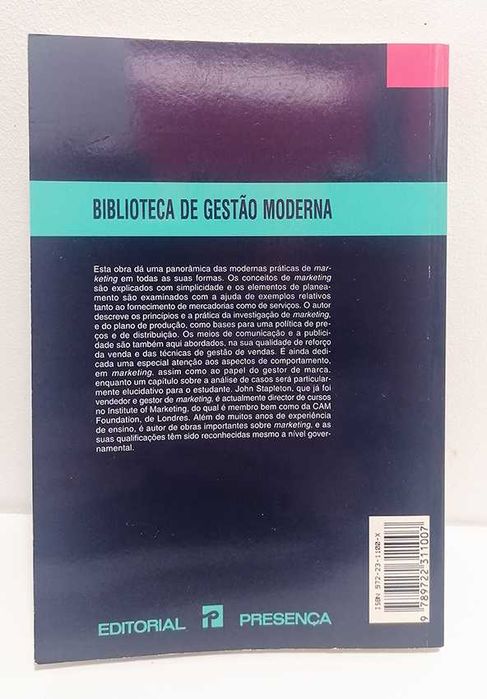 BIBLIOTECA DE GESTÃO MODERNA
Esta obra dá uma panorâmica das modernas práticas de mar-
keting em todas as suas formas. Os conceitos de marketing
são explicados com simplicidade e os elementos de planea-
mento são examinados com a ajuda de exemplos relativos
tanto ao fornecimento de mercadorias como de serviços. O autor
descreve os princípios e a prática da investigação de marketing,
e do plano de produção, como bases para uma política de pre-
ços e de distribuição. Os meios de comunicação e a publici-
dade são também aqui abordados, na sua qualidade de reforço
da venda e das técnicas de gestão de vendas. É ainda dedi-
cada uma especial atenção aos aspectos de comportamento,
em marketing, assim como ao papel do gestor de marca,
enquanto um capítulo sobre a análise de casos será particular-
mente elucidativo para o estudante. John Stapleton, que já foi
vendedor e gestor de marketing, é actualmente director de cursos
no Institute of Marketing, do qual é membro bem como da CAM
Foundation, de Londres. Além de muitos anos de experiência
de ensino, é autor de obras importantes sobre marketing, e as
suas qualificações têm sido reconhecidas mesmo a nível gover-
namental.
ISBN 972-23-1100-X
9 789722 311007
EDITORIAL P PRESENÇA